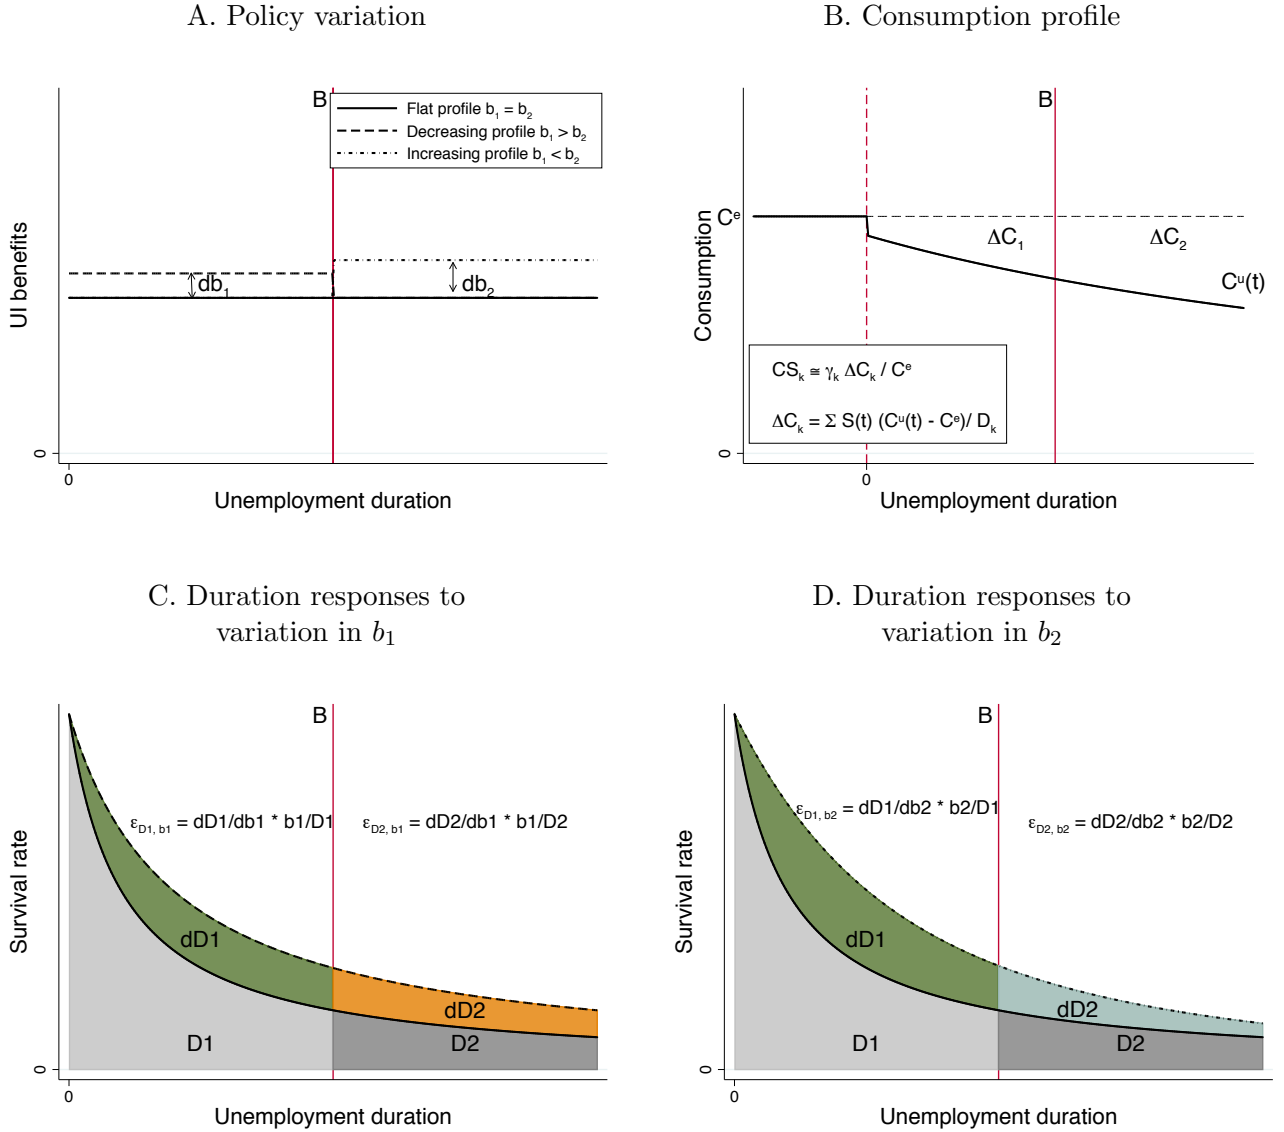 A. Policy variation
B
Flat profile b₁ = b₂
Decreasing profile b₁ > b₂
Increasing profile b₁ < b₂
db₁
db₂
UI benefits
0
0
Unemployment duration
B. Consumption profile
B
Cᵉ
ΔC₁
ΔC₂
Cᵘ(t)
Consumption
CSₖ ≅ γₖ ΔCₖ / Cᵉ
ΔCₖ = Σ S(t) (Cᵘ(t) - Cᵉ)/ Dₖ
0
0
Unemployment duration
C. Duration responses to
variation in b₁
B
ε_D1, b1 = dD1/db1 * b1/D1
ε_D2, b1 = dD2/db1 * b1/D2
Survival rate
dD1
dD2
D1
D2
0
0
Unemployment duration
D. Duration responses to
variation in b₂
B
ε_D1, b2 = dD1/db2 * b2/D1
ε_D2, b2 = dD2/db2 * b2/D2
Survival rate
dD1
dD2
D1
D2
0
0
Unemployment duration